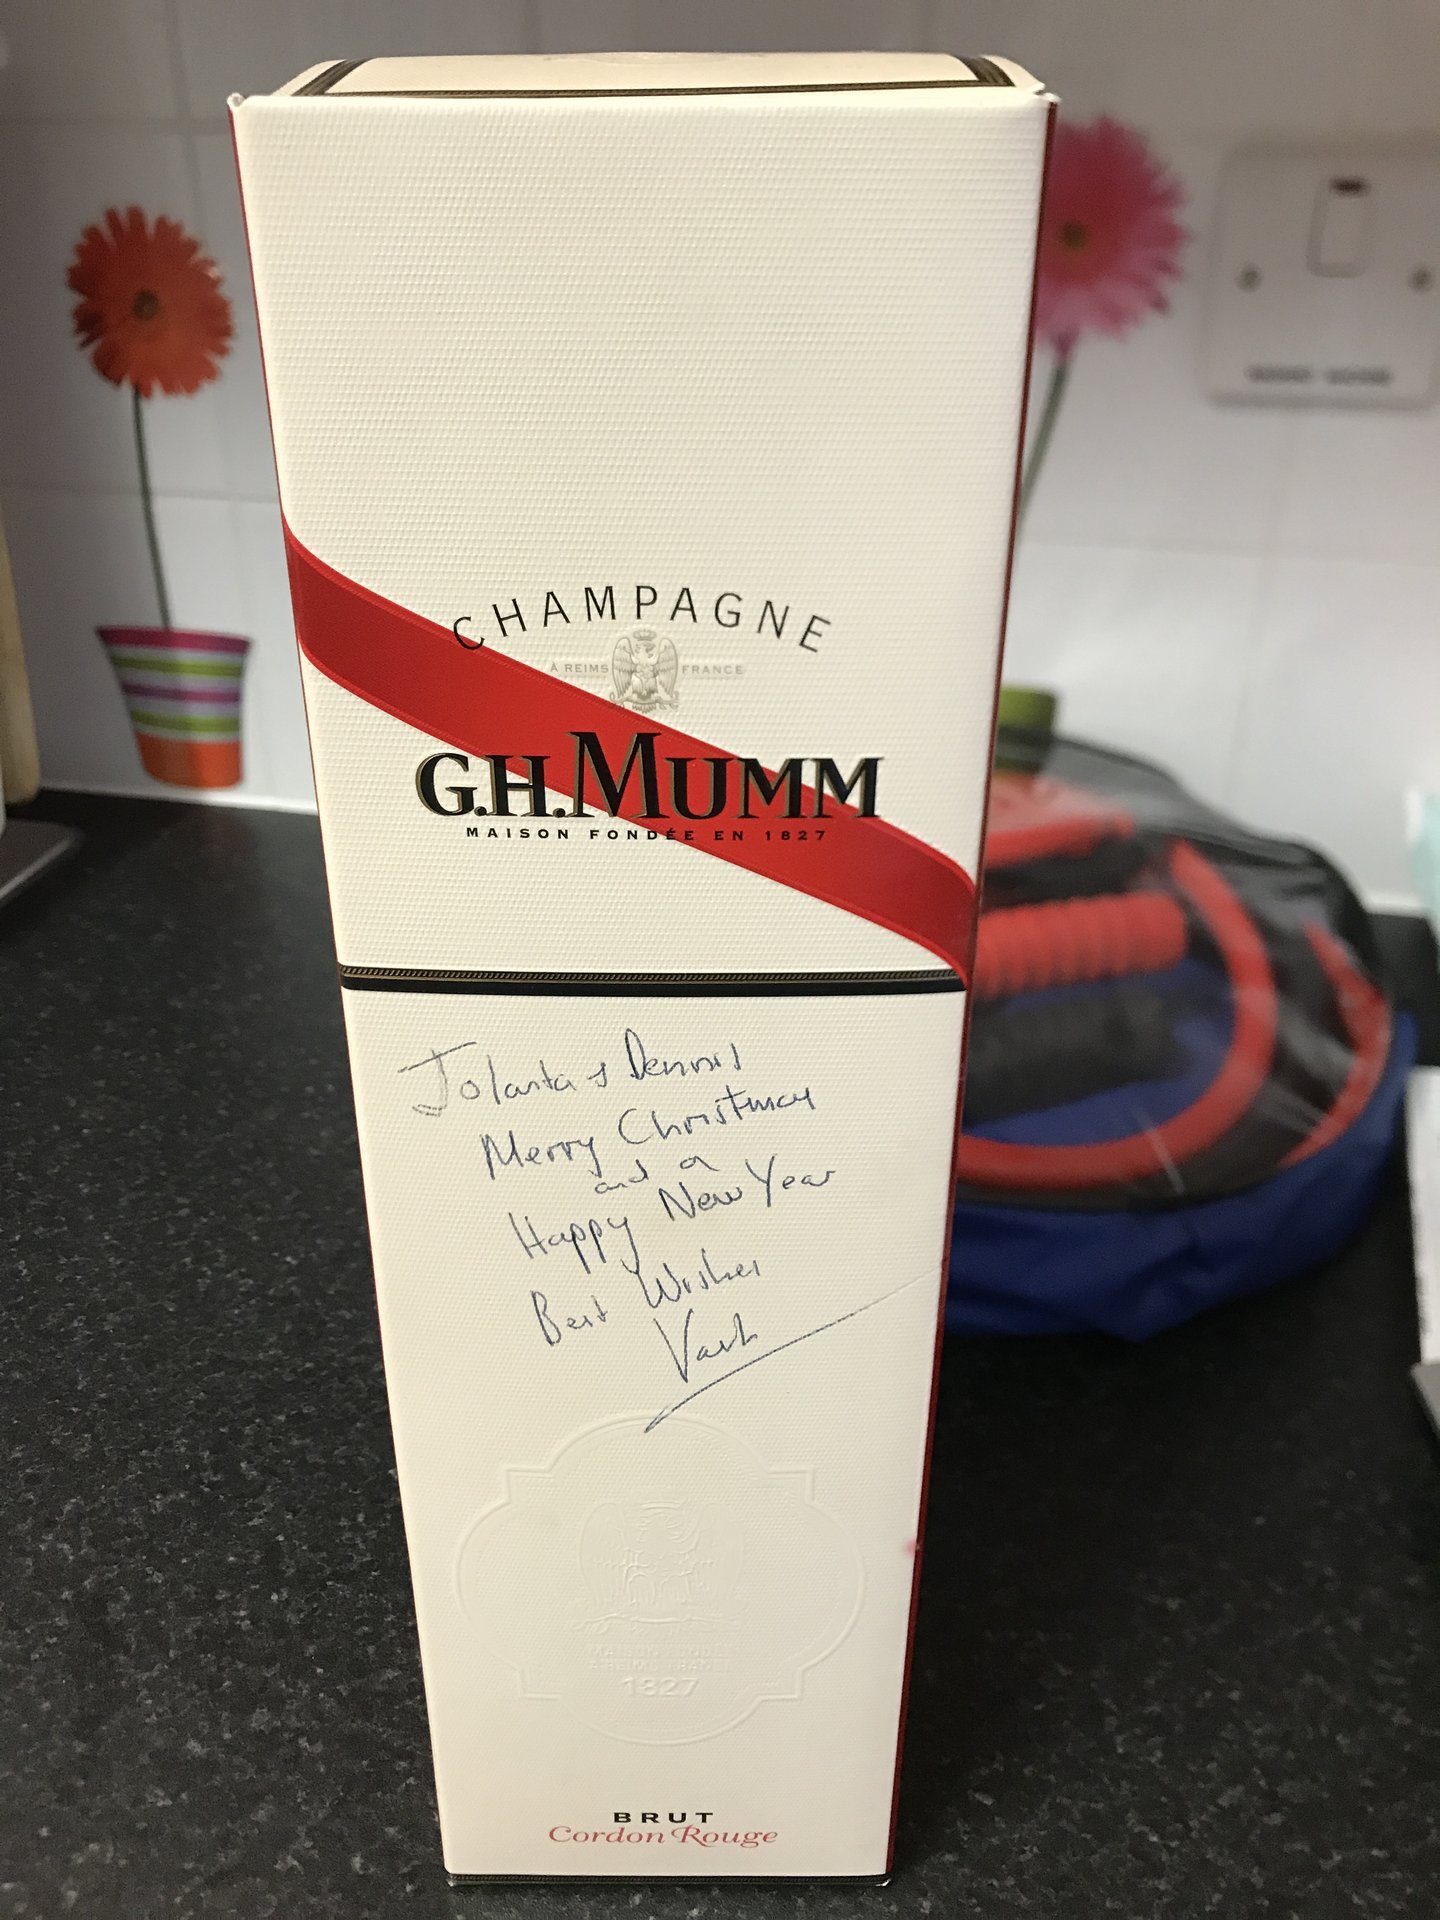 CHAMPAGNE
À REIMS FRANCE
G.H.MUMM
MAISON FONDÉE EN 1827
Jolanta & Dennis
Merry Christmas
and a
Happy New Year
Best Wishes
1827
BRUT
Cordon Rouge